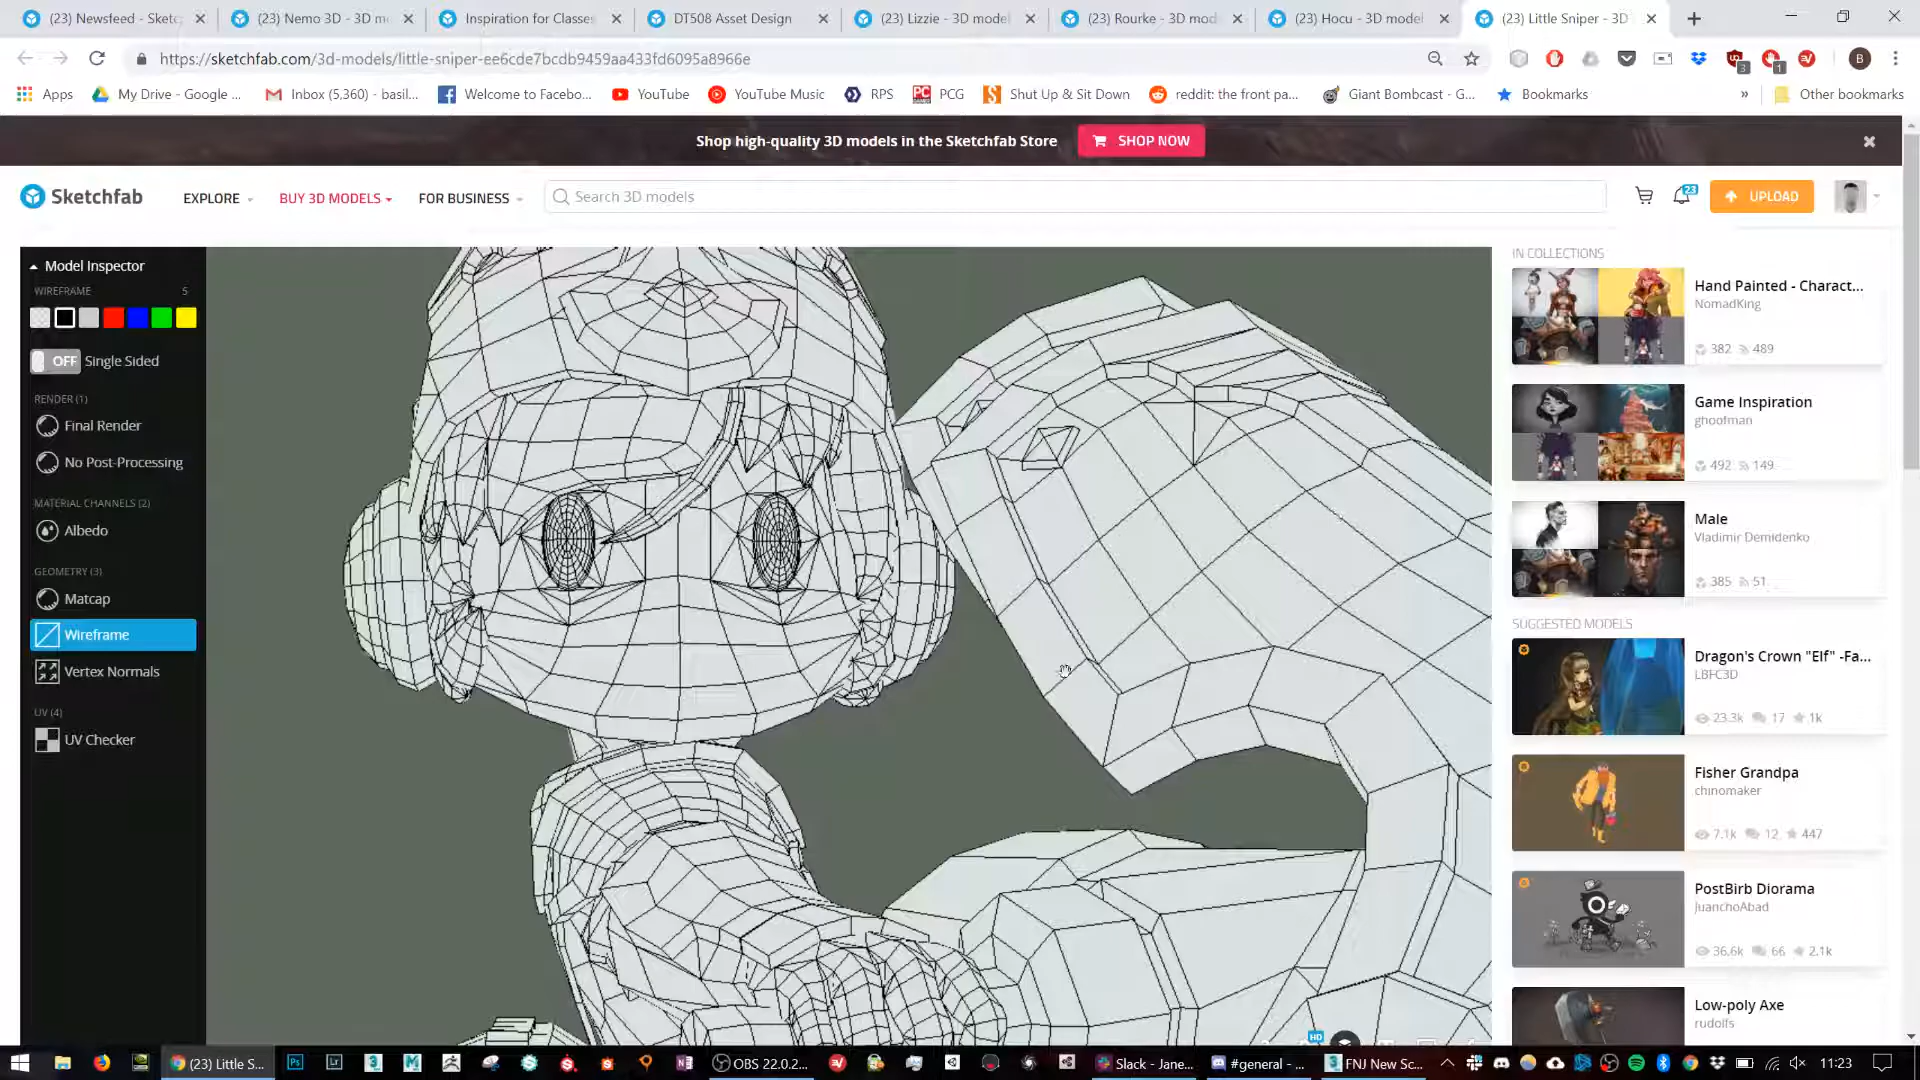 (23) Newsfeed - Sketc
(23) Nemo 3D - 3D m
Inspiration for Classes
DT508 Asset Design
(23) Lizzie - 3D model
(23) Rourke - 3D mod
(23) Hocu - 3D model
(23) Little Sniper - 3D
https://sketchfab.com/3d-models/little-sniper-ee6cde7bcdb9459aa433fd6095a8966e
3
1
B
Apps
My Drive - Google ...
Inbox (5,360) - basil...
Welcome to Facebo...
YouTube
YouTube Music
RPS
PCG
Shut Up & Sit Down
reddit: the front pa...
Giant Bombcast - G...
Bookmarks
»
Other bookmarks
Shop high-quality 3D models in the Sketchfab Store
SHOP NOW
Sketchfab
EXPLORE
BUY 3D MODELS
FOR BUSINESS
Search 3D models
23
UPLOAD
Model Inspector
WIREFRAME 5
OFF Single Sided
RENDER (1)
Final Render
No Post-Processing
MATERIAL CHANNELS (2)
Albedo
GEOMETRY (3)
Matcap
Wireframe
Vertex Normals
UV (4)
UV Checker
HD
IN COLLECTIONS
Hand Painted - Charact...
NomadKing
382 489
Game Inspiration
ghoofman
492 149
Male
Vladimir Demidenko
385 51
SUGGESTED MODELS
Dragon's Crown "Elf" -Fa...
LBFC3D
23.3k 17 1k
Fisher Grandpa
chinomaker
7.1k 12 447
PostBirb Diorama
JuanchoAbad
36.6k 66 2.1k
Low-poly Axe
rudolfs
(23) Little S...
OBS 22.0.2...
Slack - Jane...
#general - ...
FNJ New Sc...
11:23